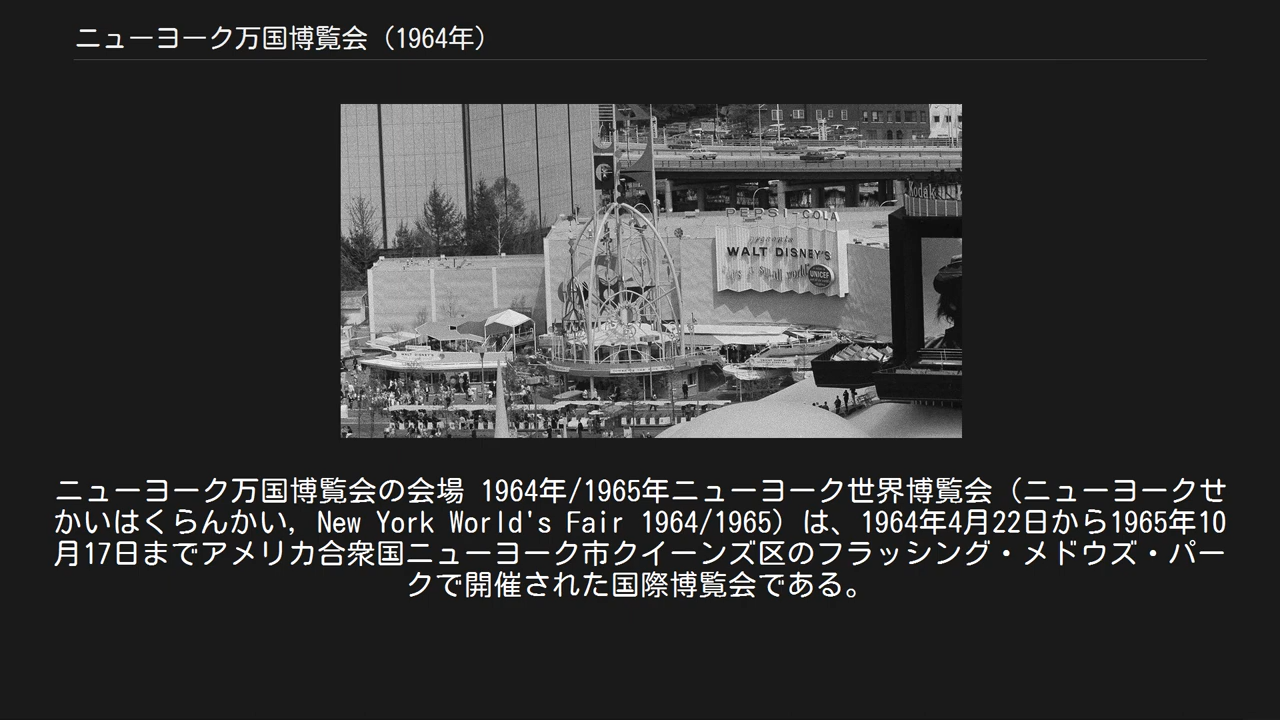 ニューヨーク万国博覧会（1964年）
Kodak
PEPSI-COLA
presents
WALT DISNEY'S
it's a small world
UNICEF
WALT DISNEY'S
ニューヨーク万国博覧会の会場 1964年/1965年ニューヨーク世界博覧会（ニューヨークせ
かいはくらんかい, New York World's Fair 1964/1965）は、1964年4月22日から1965年10
月17日までアメリカ合衆国ニューヨーク市クイーンズ区のフラッシング・メドウズ・パー
クで開催された国際博覧会である。